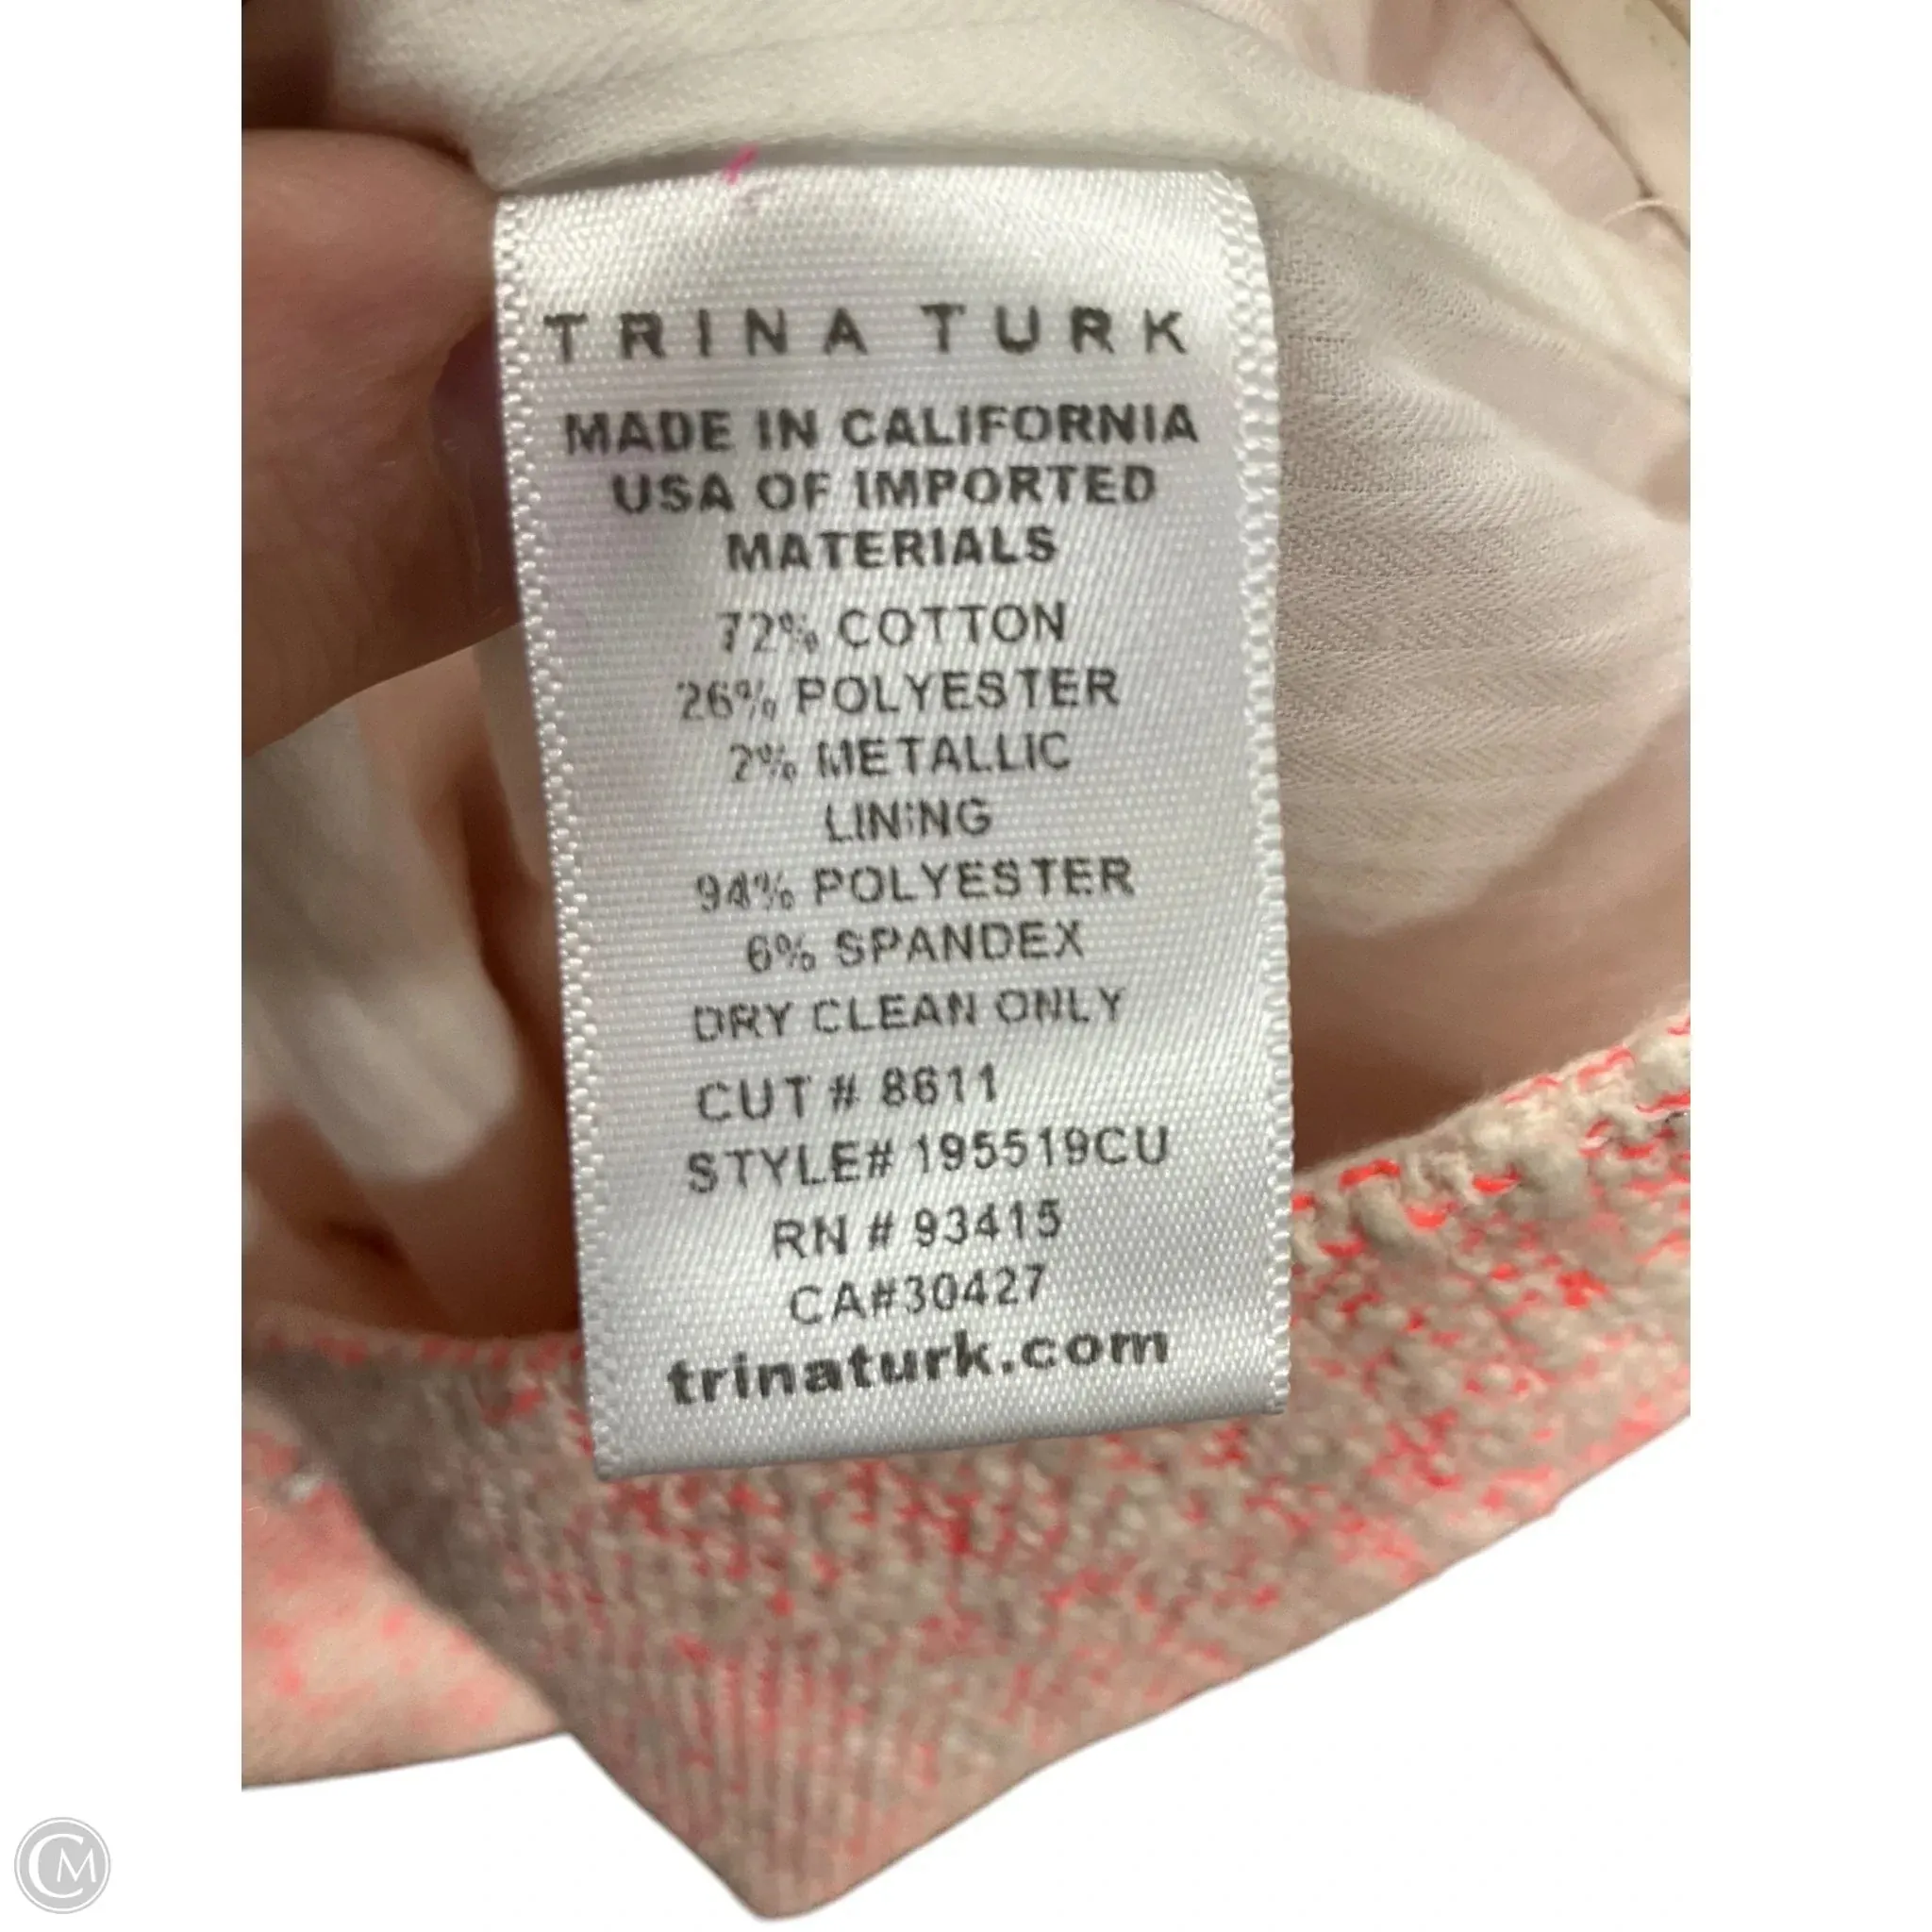 TRINA TURK
MADE IN CALIFORNIA
USA OF IMPORTED
MATERIALS
72% COTTON
26% POLYESTER
2% METALLIC
LINING
94% POLYESTER
6% SPANDEX
DRY CLEAN ONLY
CUT # 8611
STYLE# 195519CU
RN # 93415
CA#30427
trinaturk.com
CM